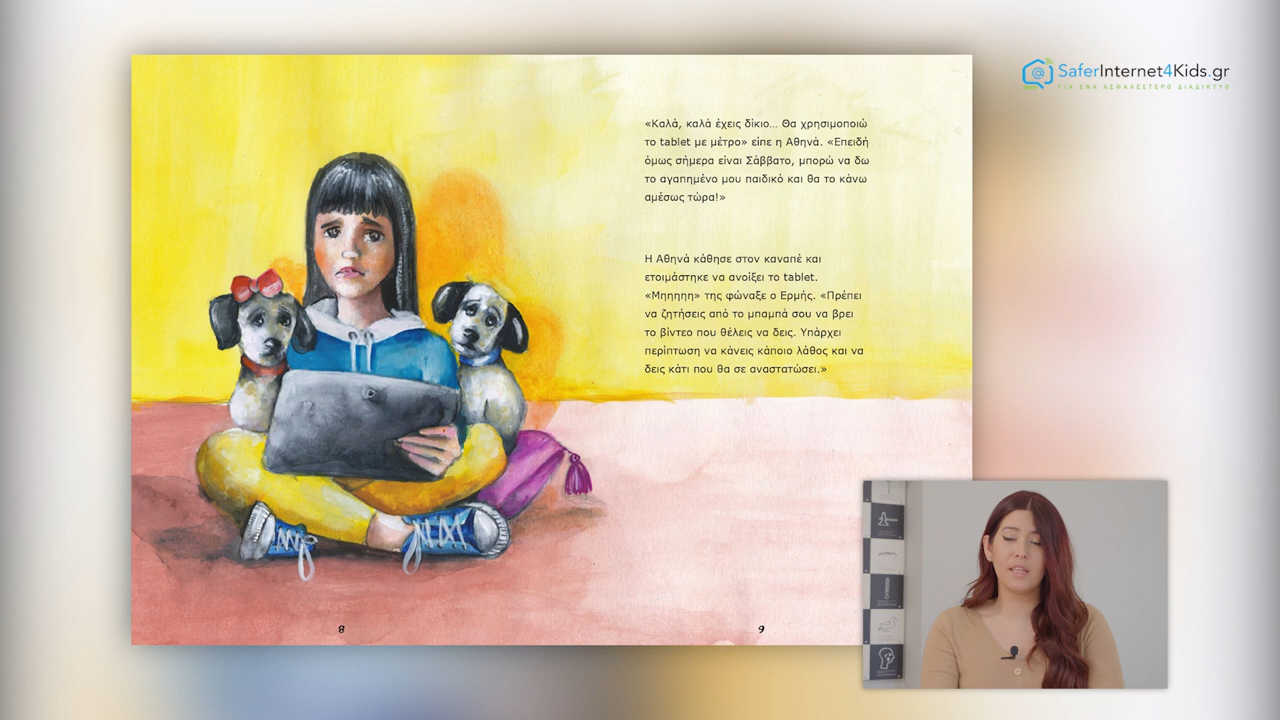 SaferInternet4Kids.gr
ΓΙΑ ΕΝΑ ΑΣΦΑΛΕΣΤΕΡΟ ΔΙΑΔΙΚΤΥΟ
«Καλά, καλά έχεις δίκιο... Θα χρησιμοποιώ
το tablet με μέτρο» είπε η Αθηνά. «Επειδή
όμως σήμερα είναι Σάββατο, μπορώ να δω
το αγαπημένο μου παιδικό και θα το κάνω
αμέσως τώρα!»
Η Αθηνά κάθησε στον καναπέ και
ετοιμάστηκε να ανοίξει το tablet.
«Μηηηηη» της φώναξε ο Ερμής. «Πρέπει
να ζητήσεις από το μπαμπά σου να βρει
το βίντεο που θέλεις να δεις. Υπάρχει
περίπτωση να κάνεις κάποιο λάθος και να
δεις κάτι που θα σε αναστατώσει.»
8
9